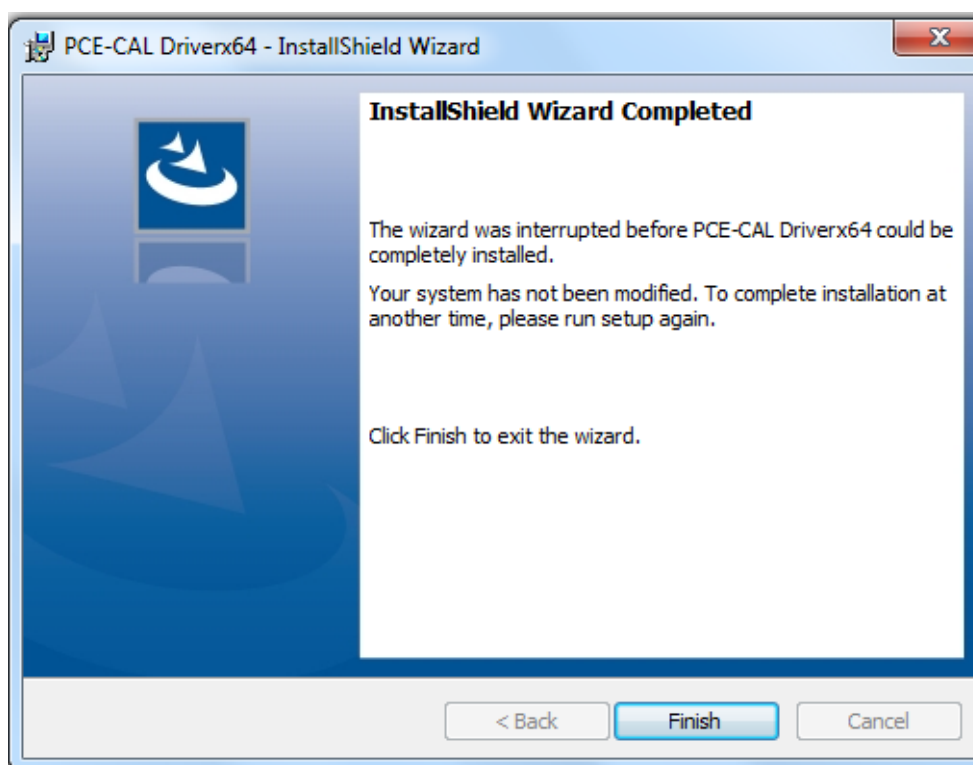 PCE-CAL Driverx64 - InstallShield Wizard
InstallShield Wizard Completed
The wizard was interrupted before PCE-CAL Driverx64 could be
completely installed.
Your system has not been modified. To complete installation at
another time, please run setup again.
Click Finish to exit the wizard.
< Back
Finish
Cancel